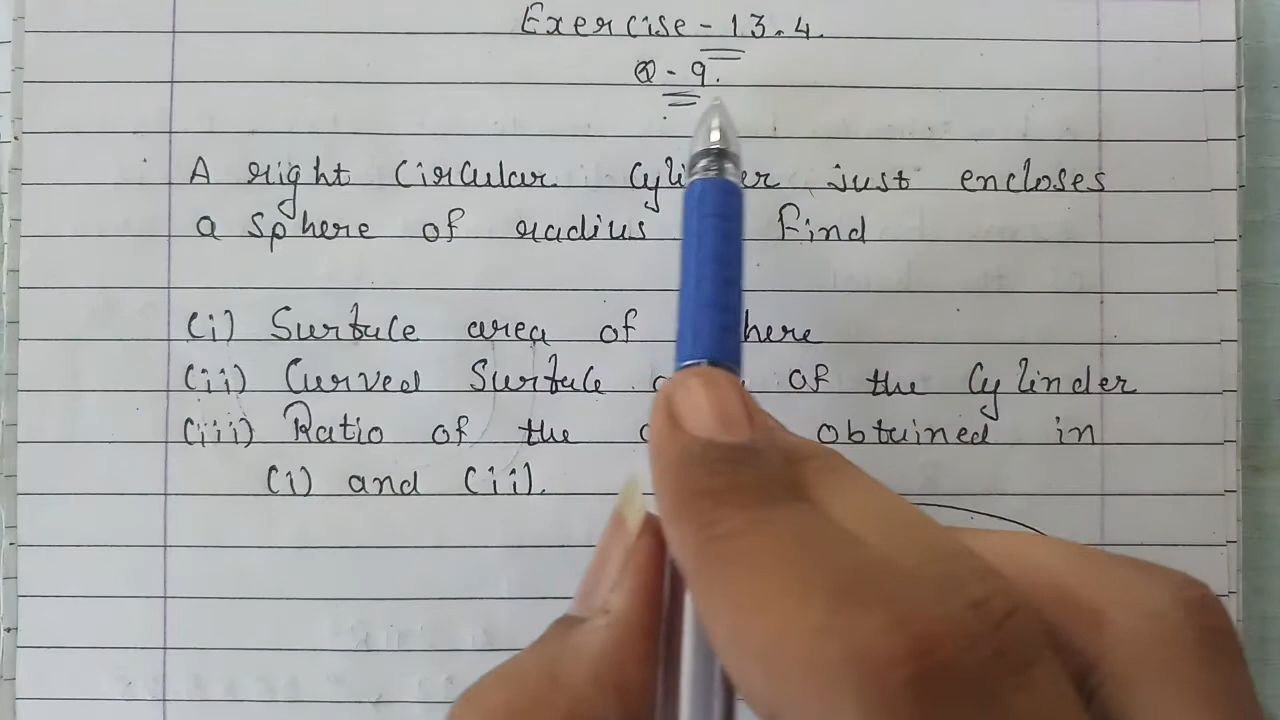 Exercise - 13.4.
Q - 9.
A right circular just encloses
a sphere of radius Find
(i) Surface area of
(ii) Curved Surface of the Cylinder
(iii) Ratio of the obtained in
(i) and (ii).